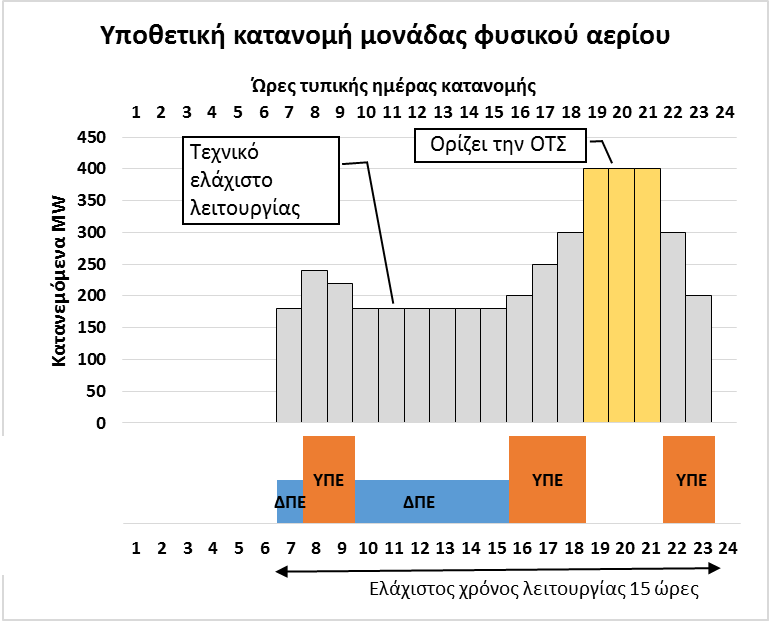 Υποθετική κατανομή μονάδας φυσικού αερίου
Ώρες τυπικής ημέρας κατανομής
1 2 3 4 5 6 7 8 9 10 11 12 13 14 15 16 17 18 19 20 21 22 23 24
Κατανεμόμενα MW
450
400
350
300
250
200
150
100
50
0
Τεχνικό
ελάχιστο
λειτουργίας
Ορίζει την ΟΤΣ
ΔΠΕ
ΥΠΕ
ΔΠΕ
ΥΠΕ
ΥΠΕ
1 2 3 4 5 6 7 8 9 10 11 12 13 14 15 16 17 18 19 20 21 22 23 24
Ελάχιστος χρόνος λειτουργίας 15 ώρες